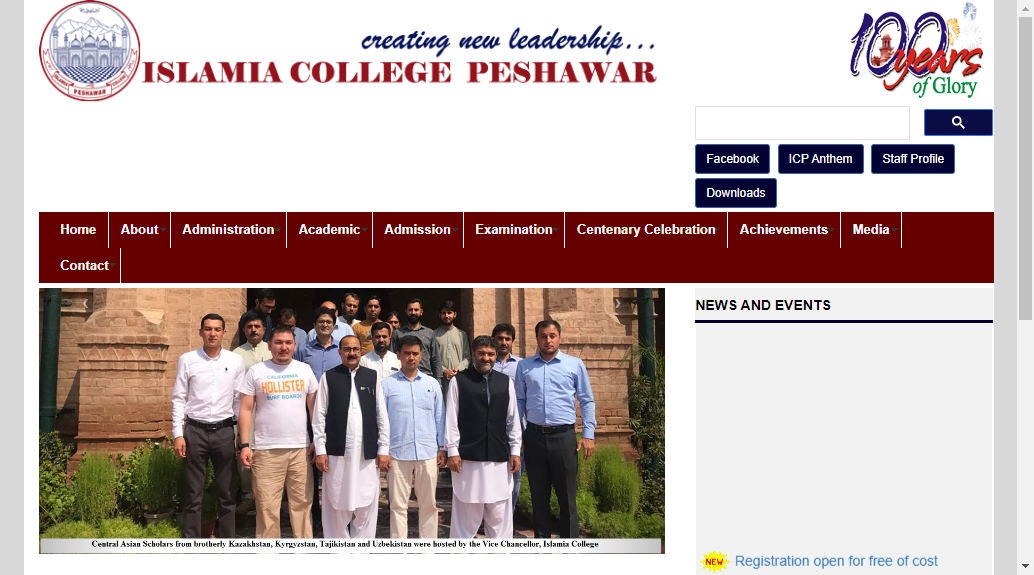 creating new leadership...
ISLAMIA COLLEGE PESHAWAR
PESHAWAR
100 years
of Glory
Facebook
ICP Anthem
Staff Profile
Downloads
Home
About
Administration
Academic
Admission
Examination
Centenary Celebration
Achievements
Media
Contact
CALIFORNIA
HOLLISTER
SURF BOARDS
Central Asian Scholars from brotherly Kazakhstan, Kyrgyzstan, Tajikistan and Uzbekistan were hosted by the Vice Chancellor, Islamia College
NEWS AND EVENTS
NEW Registration open for free of cost